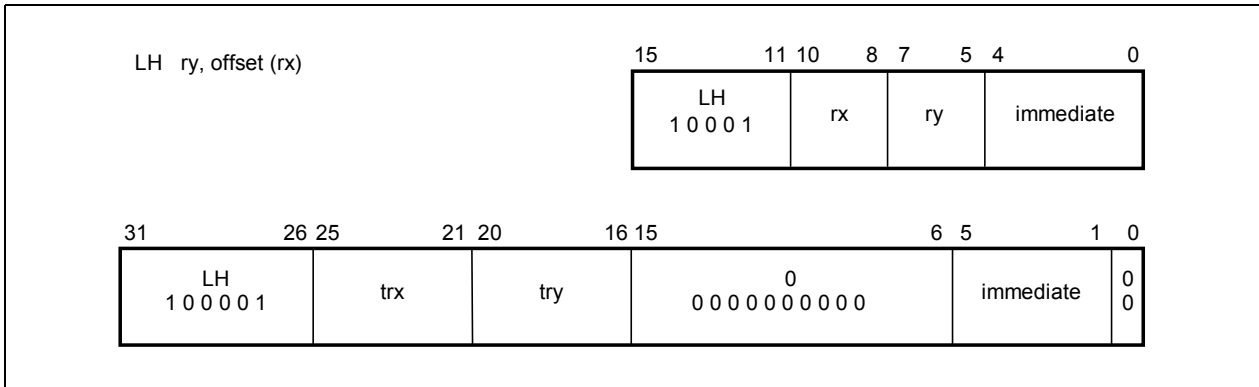 LH ry, offset (rx)
15 11 10 8 7 5 4 0
LH
1 0 0 0 1
rx
ry
immediate
31 26 25 21 20 16 15 6 5 1 0
LH
1 0 0 0 0 1
trx
try
0
0 0 0 0 0 0 0 0 0 0
immediate
0
0